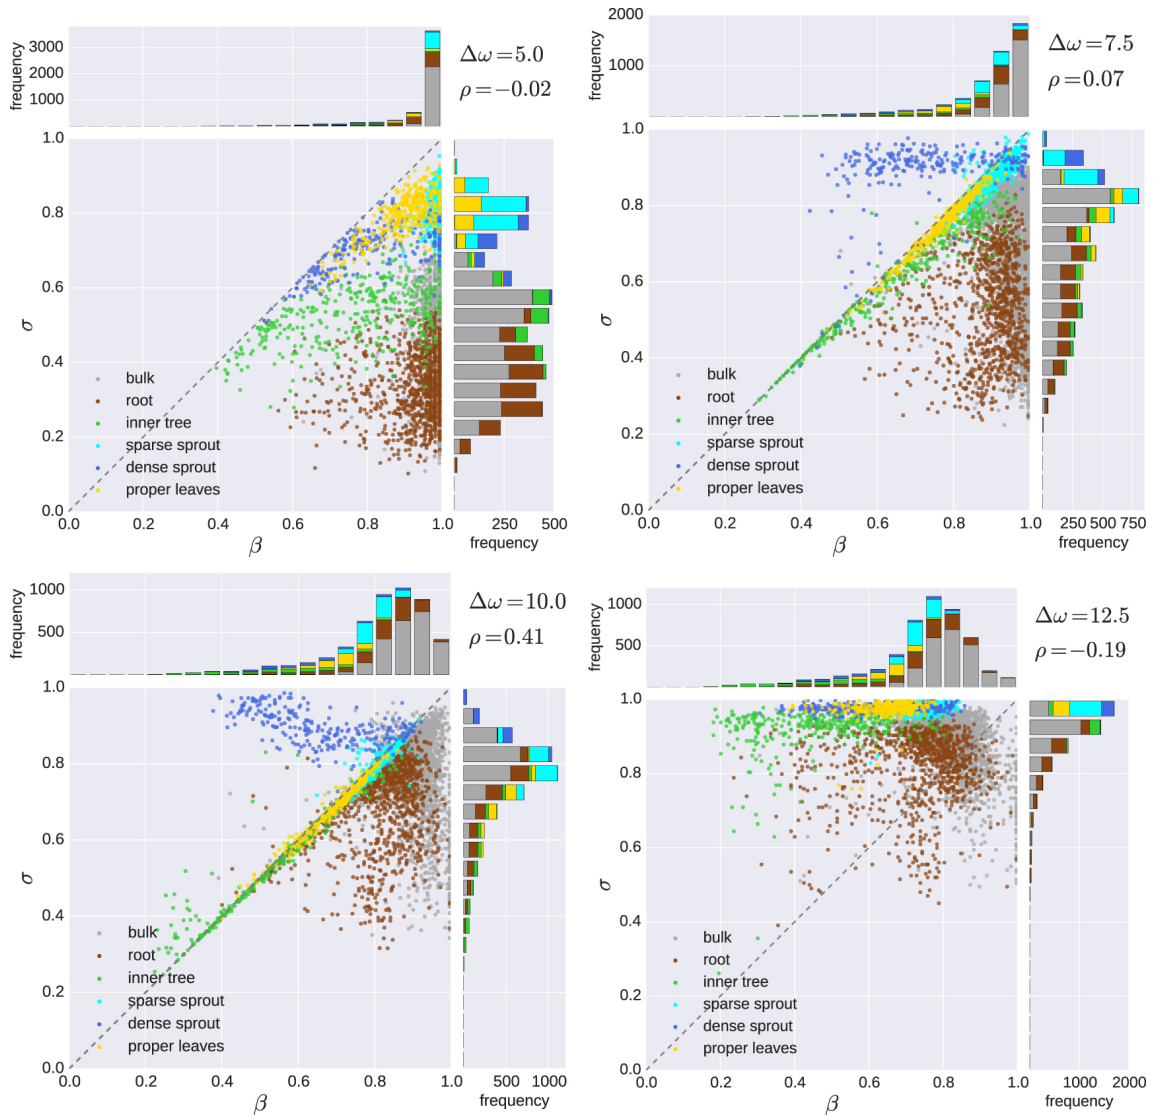 frequency
3000
2000
1000
Δω=5.0
ρ=−0.02
1.0
0.8
0.6
0.4
0.2
0.0
σ
bulk
root
inner tree
sparse sprout
dense sprout
proper leaves
0.0 0.2 0.4 0.6 0.8 1.0
β
250 500
frequency
frequency
2000
1000
Δω=7.5
ρ=0.07
1.0
0.8
0.6
0.4
0.2
0.0
σ
bulk
root
inner tree
sparse sprout
dense sprout
proper leaves
0.0 0.2 0.4 0.6 0.8 1.0
β
250 500 750
frequency
frequency
1000
500
Δω=10.0
ρ=0.41
1.0
0.8
0.6
0.4
0.2
0.0
σ
bulk
root
inner tree
sparse sprout
dense sprout
proper leaves
0.0 0.2 0.4 0.6 0.8 1.0
β
500 1000
frequency
frequency
1000
500
Δω=12.5
ρ=−0.19
1.0
0.8
0.6
0.4
0.2
0.0
σ
bulk
root
inner tree
sparse sprout
dense sprout
proper leaves
0.0 0.2 0.4 0.6 0.8 1.0
β
1000 2000
frequency